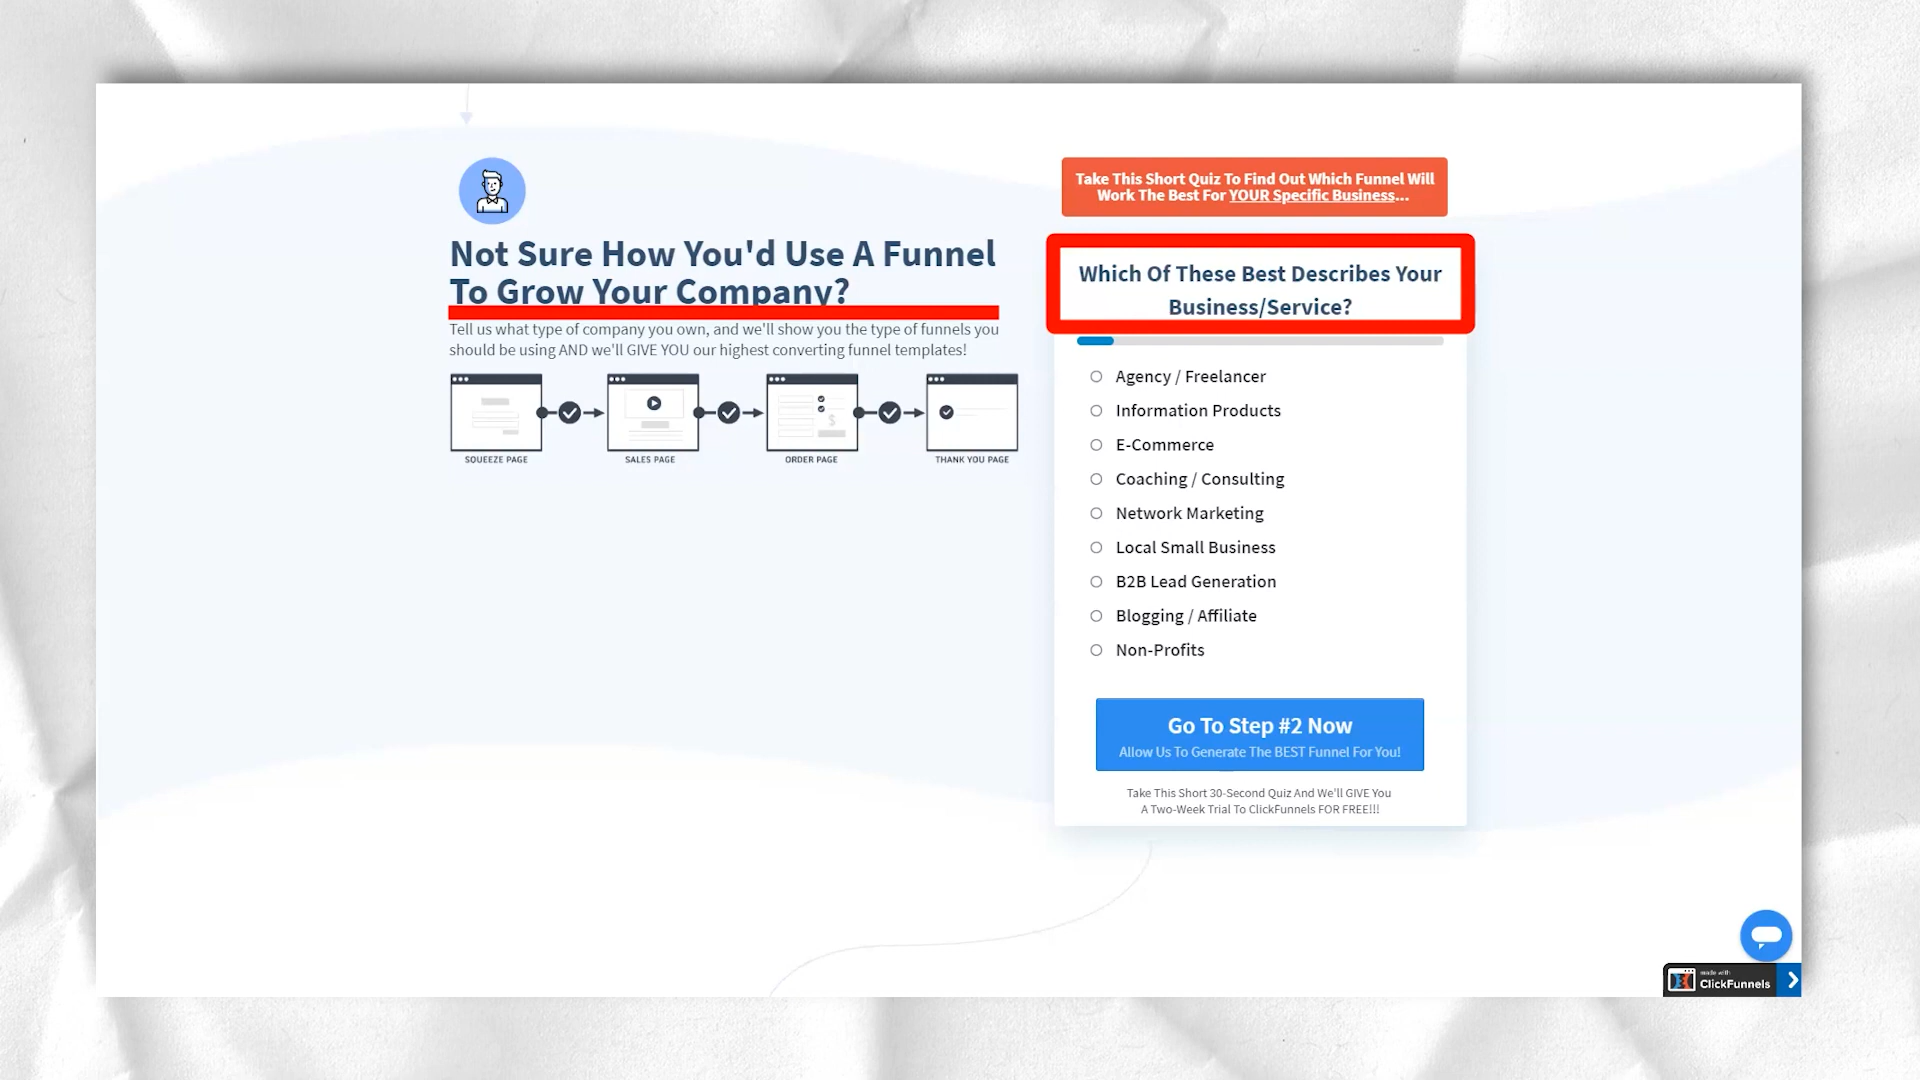 Not Sure How You'd Use A Funnel
To Grow Your Company?
Tell us what type of company you own, and we'll show you the type of funnels you
should be using AND we'll GIVE YOU our highest converting funnel templates!
SQUEEZE PAGE
SALES PAGE
$
ORDER PAGE
THANK YOU PAGE
Take This Short Quiz To Find Out Which Funnel Will
Work The Best For YOUR Specific Business...
Which Of These Best Describes Your
Business/Service?
Agency / Freelancer
Information Products
E-Commerce
Coaching / Consulting
Network Marketing
Local Small Business
B2B Lead Generation
Blogging / Affiliate
Non-Profits
Go To Step #2 Now
Allow Us To Generate The BEST Funnel For You!
Take This Short 30-Second Quiz And We'll GIVE You
A Two-Week Trial To ClickFunnels FOR FREE!!!
made with
ClickFunnels